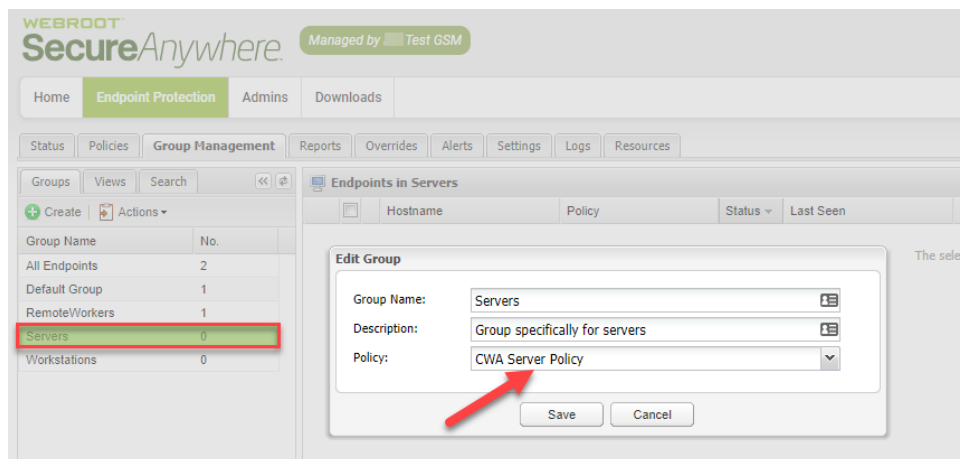 WEBROOT™
SecureAnywhere. Managed by Test GSM
Home Endpoint Protection Admins Downloads
Status Policies Group Management Reports Overrides Alerts Settings Logs Resources
Groups Views Search
Create Actions
Group Name No.
All Endpoints 2
Default Group 1
RemoteWorkers 1
Servers 0
Workstations 0
Endpoints in Servers
Hostname Policy Status Last Seen
The sele
Edit Group
Group Name: Servers
Description: Group specifically for servers
Policy: CWA Server Policy
Save Cancel